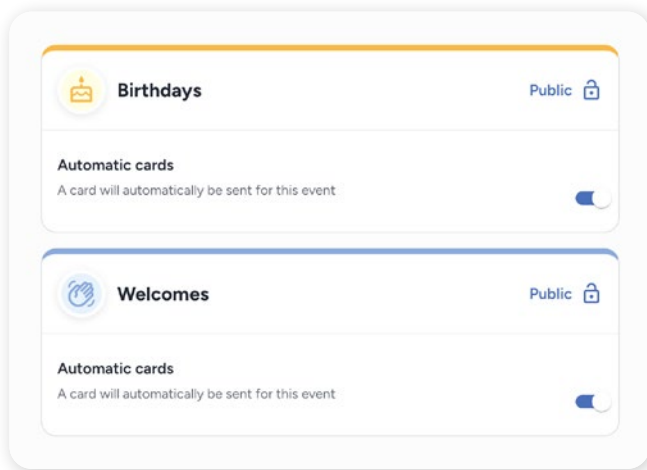 Birthdays
Public
Automatic cards
A card will automatically be sent for this event
Welcomes
Public
Automatic cards
A card will automatically be sent for this event